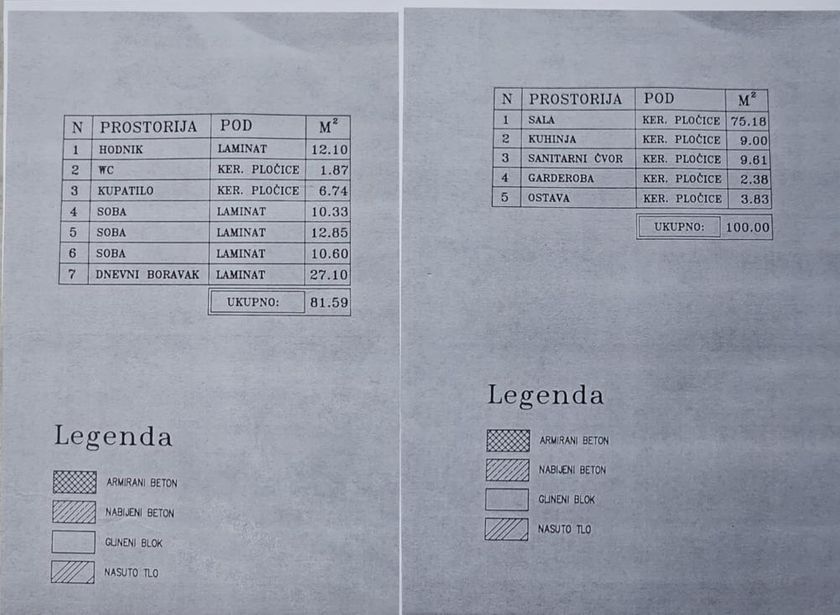 N PROSTORIJA POD M²
1 HODNIK LAMINAT 12.10
2 WC KER. PLOČICE 1.87
3 KUPATILO KER. PLOČICE 6.74
4 SOBA LAMINAT 10.33
5 SOBA LAMINAT 12.85
6 SOBA LAMINAT 10.60
7 DNEVNI BORAVAK LAMINAT 27.10
UKUPNO: 81.59
Legenda
ARMIRANI BETON
NABIJENI BETON
GLINENI BLOK
NASUTO TLO
N PROSTORIJA POD M²
1 SALA KER. PLOČICE 75.18
2 KUHINJA KER. PLOČICE 9.00
3 SANITARNI ČVOR KER. PLOČICE 9.61
4 GARDEROBA KER. PLOČICE 2.38
5 OSTAVA KER. PLOČICE 3.83
UKUPNO: 100.00
Legenda
ARMIRANI BETON
NABIJENI BETON
GLINENI BLOK
NASUTO TLO